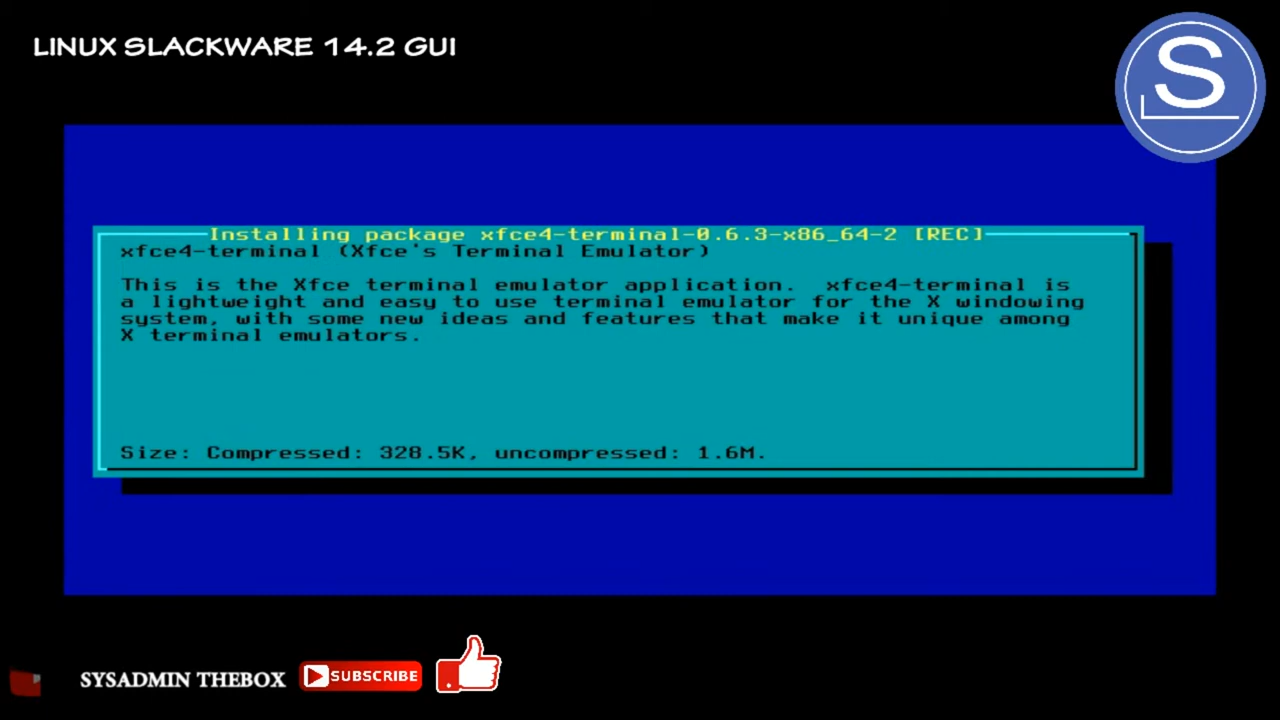 LINUX SLACKWARE 14.2 GUI
S
Installing package xfce4-terminal-0.6.3-x86_64-2 [REC]
xfce4-terminal (Xfce's Terminal Emulator)
This is the Xfce terminal emulator application.  xfce4-terminal is
a lightweight and easy to use terminal emulator for the X windowing
system, with some new ideas and features that make it unique among
X terminal emulators.
Size: Compressed: 328.5K, uncompressed: 1.6M.
SYSADMIN THEBOX SUBSCRIBE